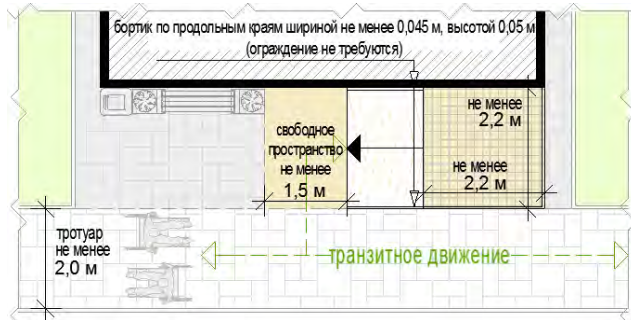 бортик по продольным краям шириной не менее 0,045 м, высотой 0,05 м
(ограждение не требуются)
свободное
пространство
не менее
1,5 м
не менее
2,2 м
не менее
2,2 м
тротуар
не менее
2,0 м
транзитное движение